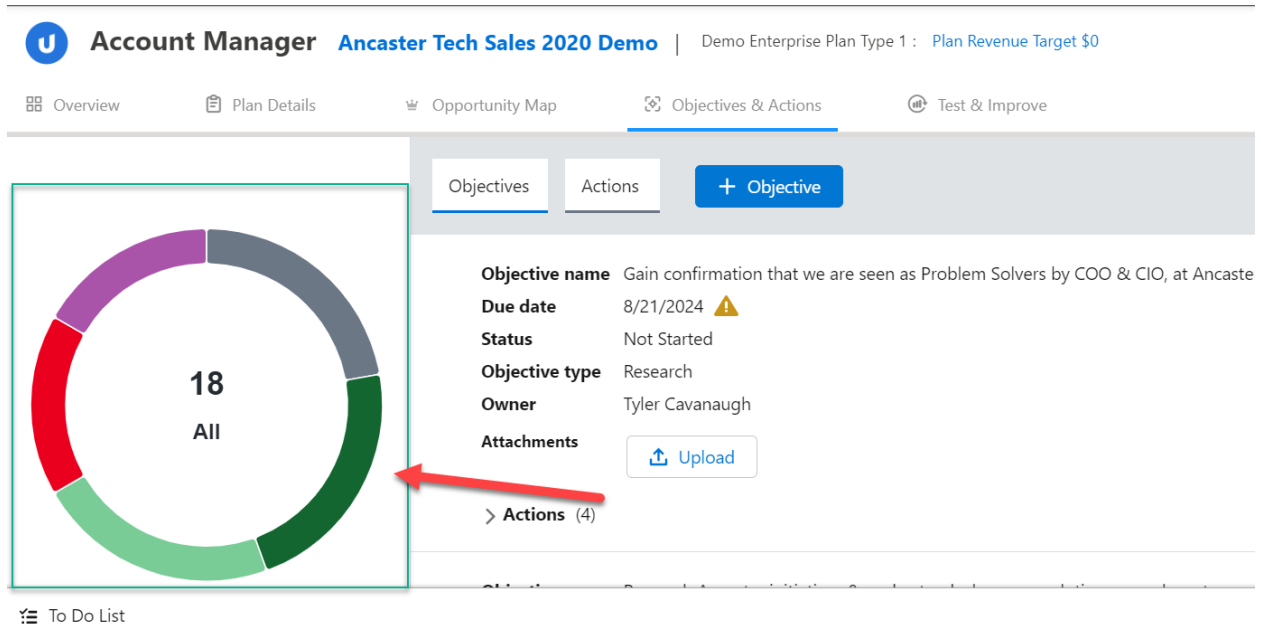 Account Manager Ancaster Tech Sales 2020 Demo | Demo Enterprise Plan Type 1 : Plan Revenue Target $0
Overview Plan Details Opportunity Map Objectives & Actions Test & Improve
Objectives Actions + Objective
Objective name Gain confirmation that we are seen as Problem Solvers by COO & CIO, at Ancaste
Due date 8/21/2024
Status Not Started
Objective type Research
Owner Tyler Cavanaugh
Attachments
Upload
Actions (4)
18
All
To Do List